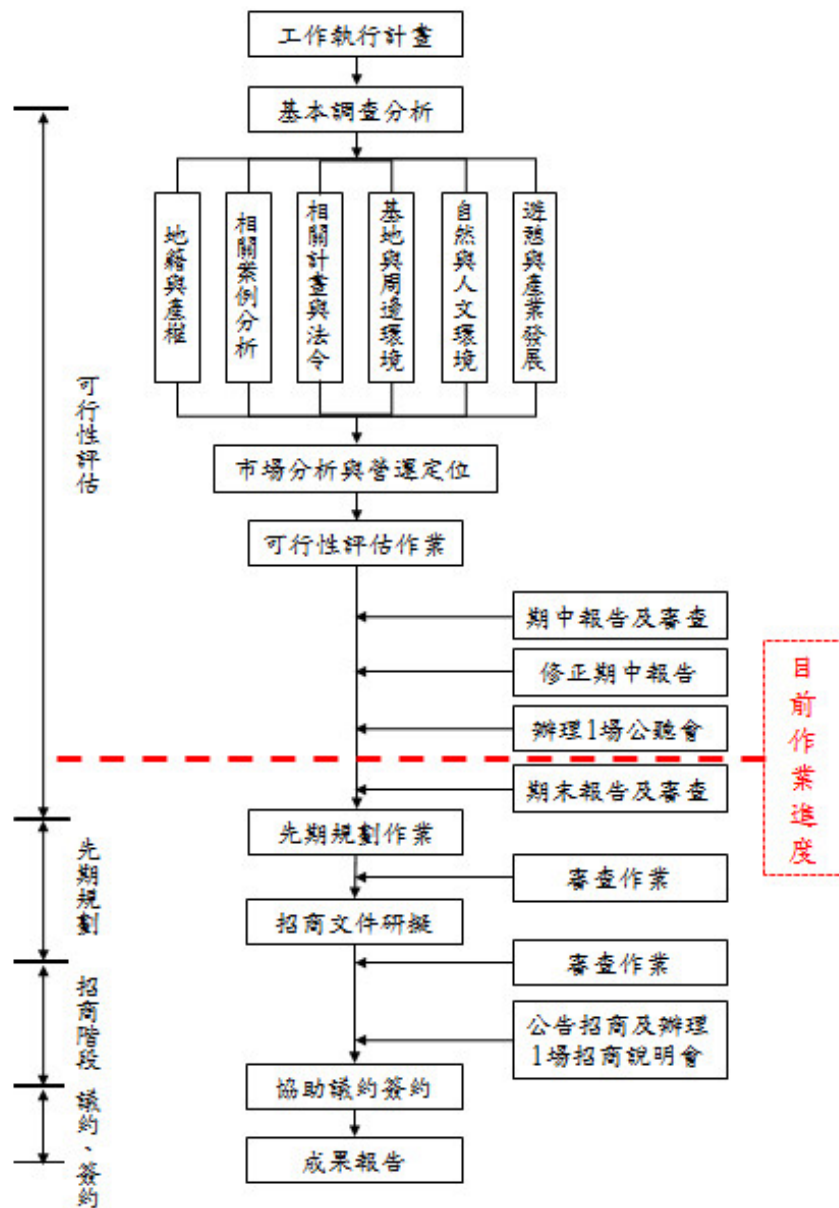 工作執行計畫
基本調查分析
地籍與產權
相關案例分析
相關計畫與法令
基地與周邊環境
自然與人文環境
遊憩與產業發展
可行性評估
市場分析與營運定位
可行性評估作業
期中報告及審查
修正期中報告
辦理1場公聽會
目前作業進度
期末報告及審查
先期規劃作業
先期規劃
審查作業
招商文件研擬
審查作業
招商階段
公告招商及辦理
1場招商說明會
協助議約簽約
議約、簽約
成果報告